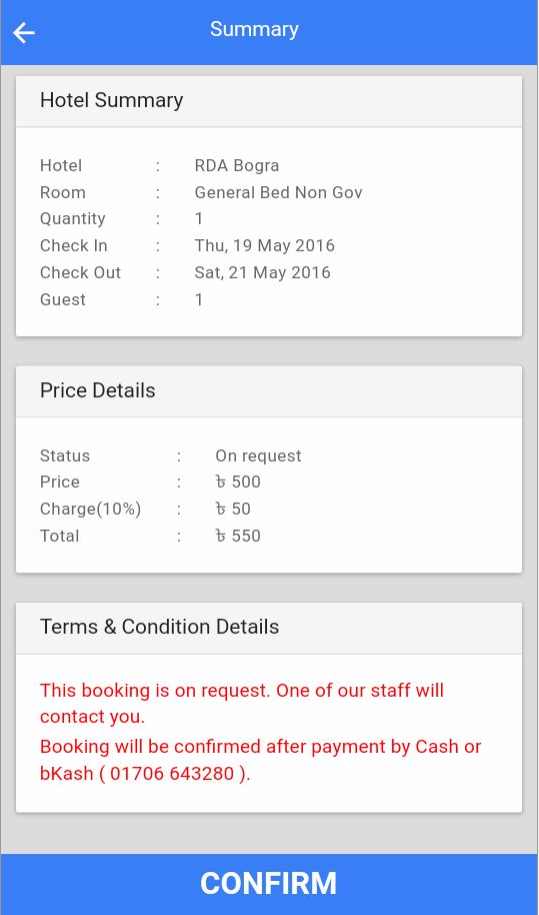 Summary
Hotel Summary
Hotel : RDA Bogra
Room : General Bed Non Gov
Quantity : 1
Check In : Thu, 19 May 2016
Check Out : Sat, 21 May 2016
Guest : 1
Price Details
Status : On request
Price : ৳ 500
Charge(10%) : ৳ 50
Total : ৳ 550
Terms & Condition Details
This booking is on request. One of our staff will
contact you.
Booking will be confirmed after payment by Cash or
bKash ( 01706 643280 ).
CONFIRM